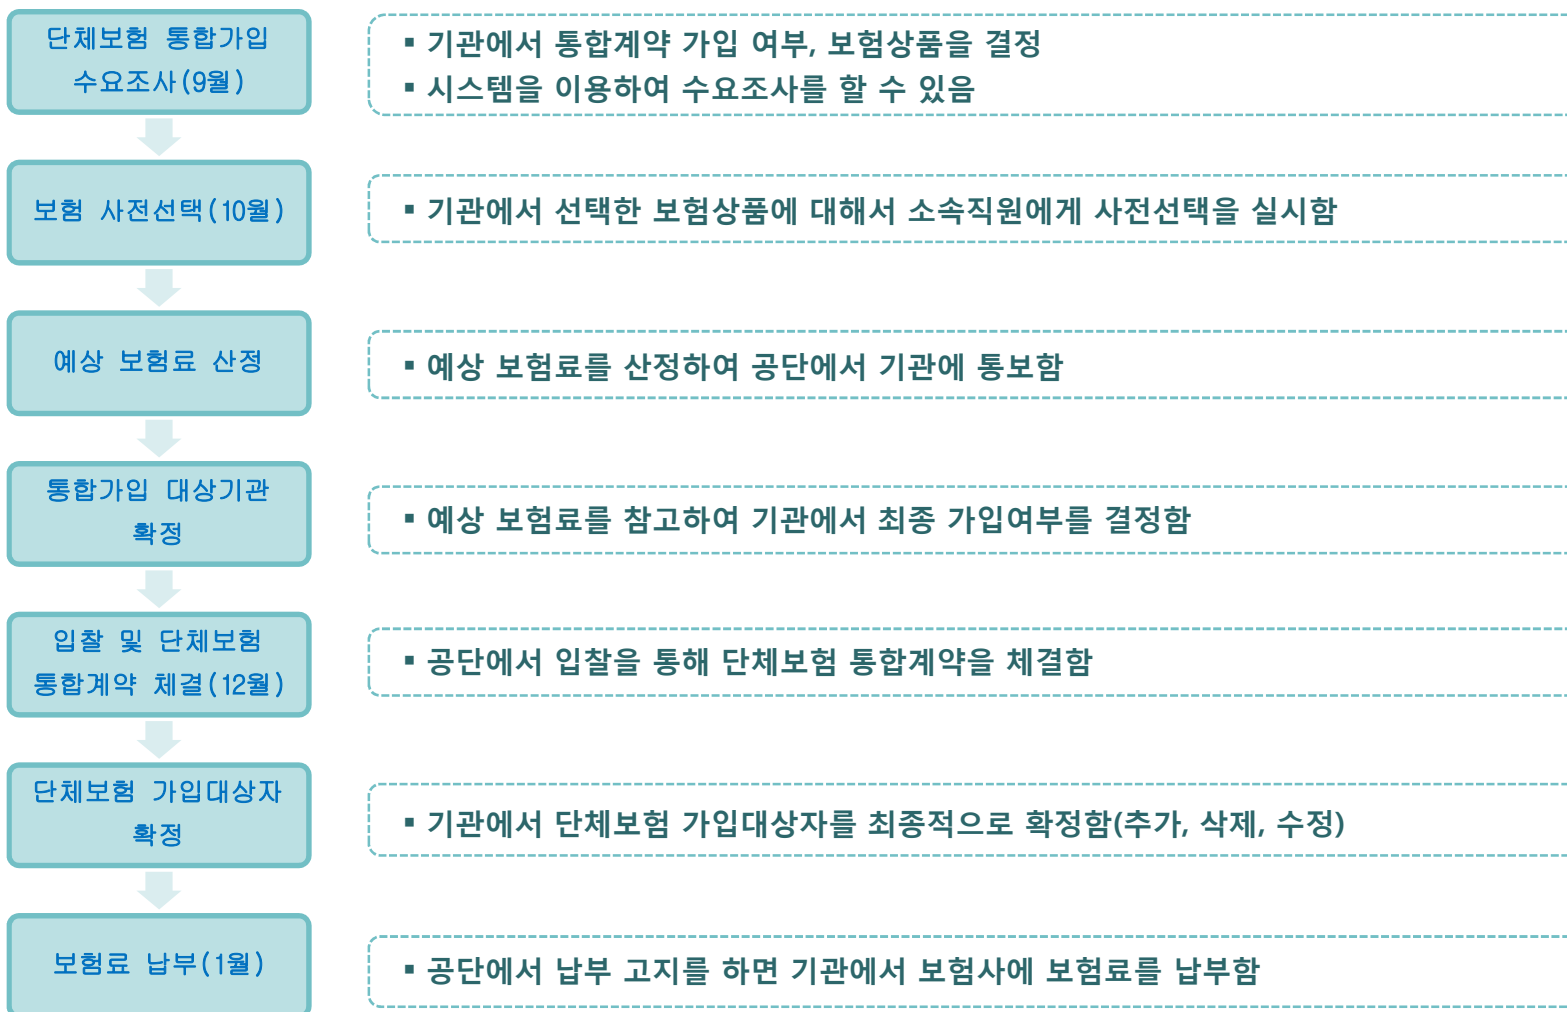 단체보험 통합가입
수요조사(9월)
▪ 기관에서 통합계약 가입 여부, 보험상품을 결정
▪ 시스템을 이용하여 수요조사를 할 수 있음
보험 사전선택(10월)
▪ 기관에서 선택한 보험상품에 대해서 소속직원에게 사전선택을 실시함
예상 보험료 산정
▪ 예상 보험료를 산정하여 공단에서 기관에 통보함
통합가입 대상기관
확정
▪ 예상 보험료를 참고하여 기관에서 최종 가입여부를 결정함
입찰 및 단체보험
통합계약 체결(12월)
▪ 공단에서 입찰을 통해 단체보험 통합계약을 체결함
단체보험 가입대상자
확정
▪ 기관에서 단체보험 가입대상자를 최종적으로 확정함(추가, 삭제, 수정)
보험료 납부(1월)
▪ 공단에서 납부 고지를 하면 기관에서 보험사에 보험료를 납부함